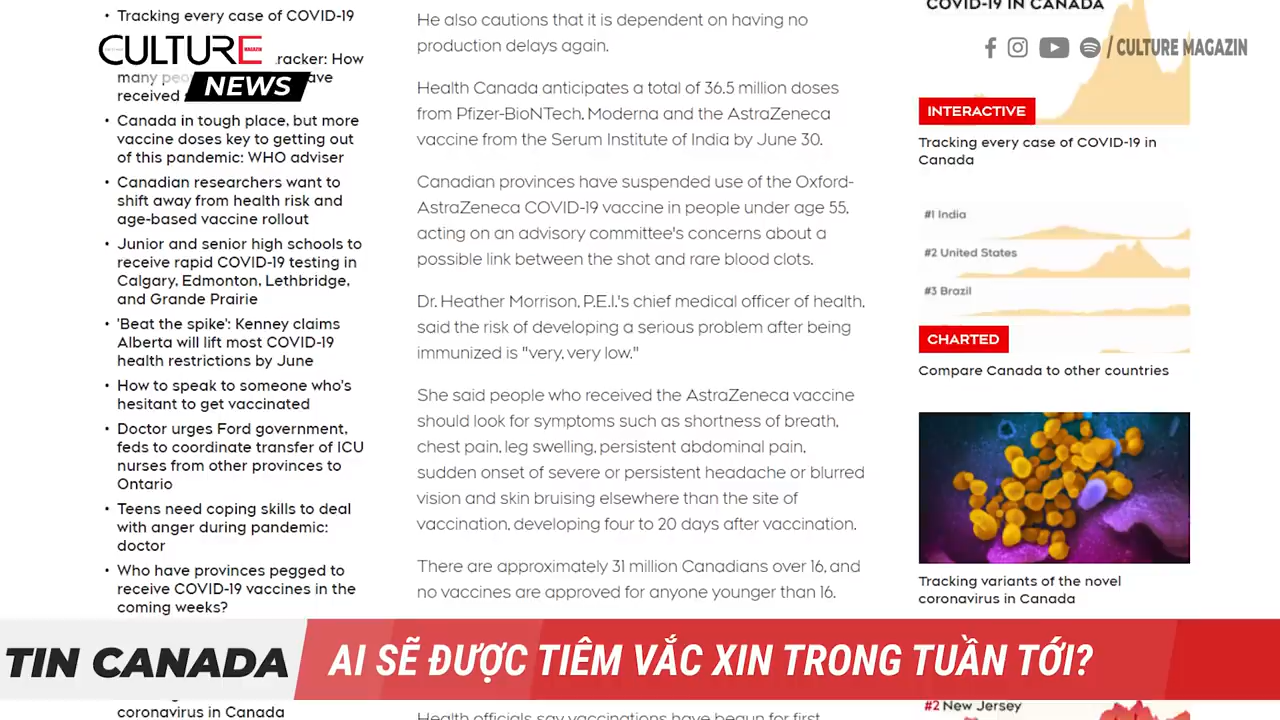 Tracking every case of COVID-19
CULTURE
MAGAZIN
NEWS
racker: How
many peo
ave
received
Canada in tough place, but more
vaccine doses key to getting out
of this pandemic: WHO adviser
Canadian researchers want to
shift away from health risk and
age-based vaccine rollout
Junior and senior high schools to
receive rapid COVID-19 testing in
Calgary, Edmonton, Lethbridge,
and Grande Prairie
'Beat the spike': Kenney claims
Alberta will lift most COVID-19
health restrictions by June
How to speak to someone who's
hesitant to get vaccinated
Doctor urges Ford government,
feds to coordinate transfer of ICU
nurses from other provinces to
Ontario
Teens need coping skills to deal
with anger during pandemic:
doctor
Who have provinces pegged to
receive COVID-19 vaccines in the
coming weeks?
coronavirus in Canada
He also cautions that it is dependent on having no
production delays again.
Health Canada anticipates a total of 36.5 million doses
from Pfizer-BioNTech, Moderna and the AstraZeneca
vaccine from the Serum Institute of India by June 30.
Canadian provinces have suspended use of the Oxford-
AstraZeneca COVID-19 vaccine in people under age 55,
acting on an advisory committee's concerns about a
possible link between the shot and rare blood clots.
Dr. Heather Morrison, P.E.I.'s chief medical officer of health,
said the risk of developing a serious problem after being
immunized is "very, very low."
She said people who received the AstraZeneca vaccine
should look for symptoms such as shortness of breath,
chest pain, leg swelling, persistent abdominal pain,
sudden onset of severe or persistent headache or blurred
vision and skin bruising elsewhere than the site of
vaccination, developing four to 20 days after vaccination.
There are approximately 31 million Canadians over 16, and
no vaccines are approved for anyone younger than 16.
Health officials say vaccinations have begun for first
COVID-19 IN CANADA
/ CULTURE MAGAZIN
INTERACTIVE
Tracking every case of COVID-19 in
Canada
#1 India
#2 United States
#3 Brazil
CHARTED
Compare Canada to other countries
Tracking variants of the novel
coronavirus in Canada
#2 New Jersey
TIN CANADA
AI SẼ ĐƯỢC TIÊM VẮC XIN TRONG TUẦN TỚI?